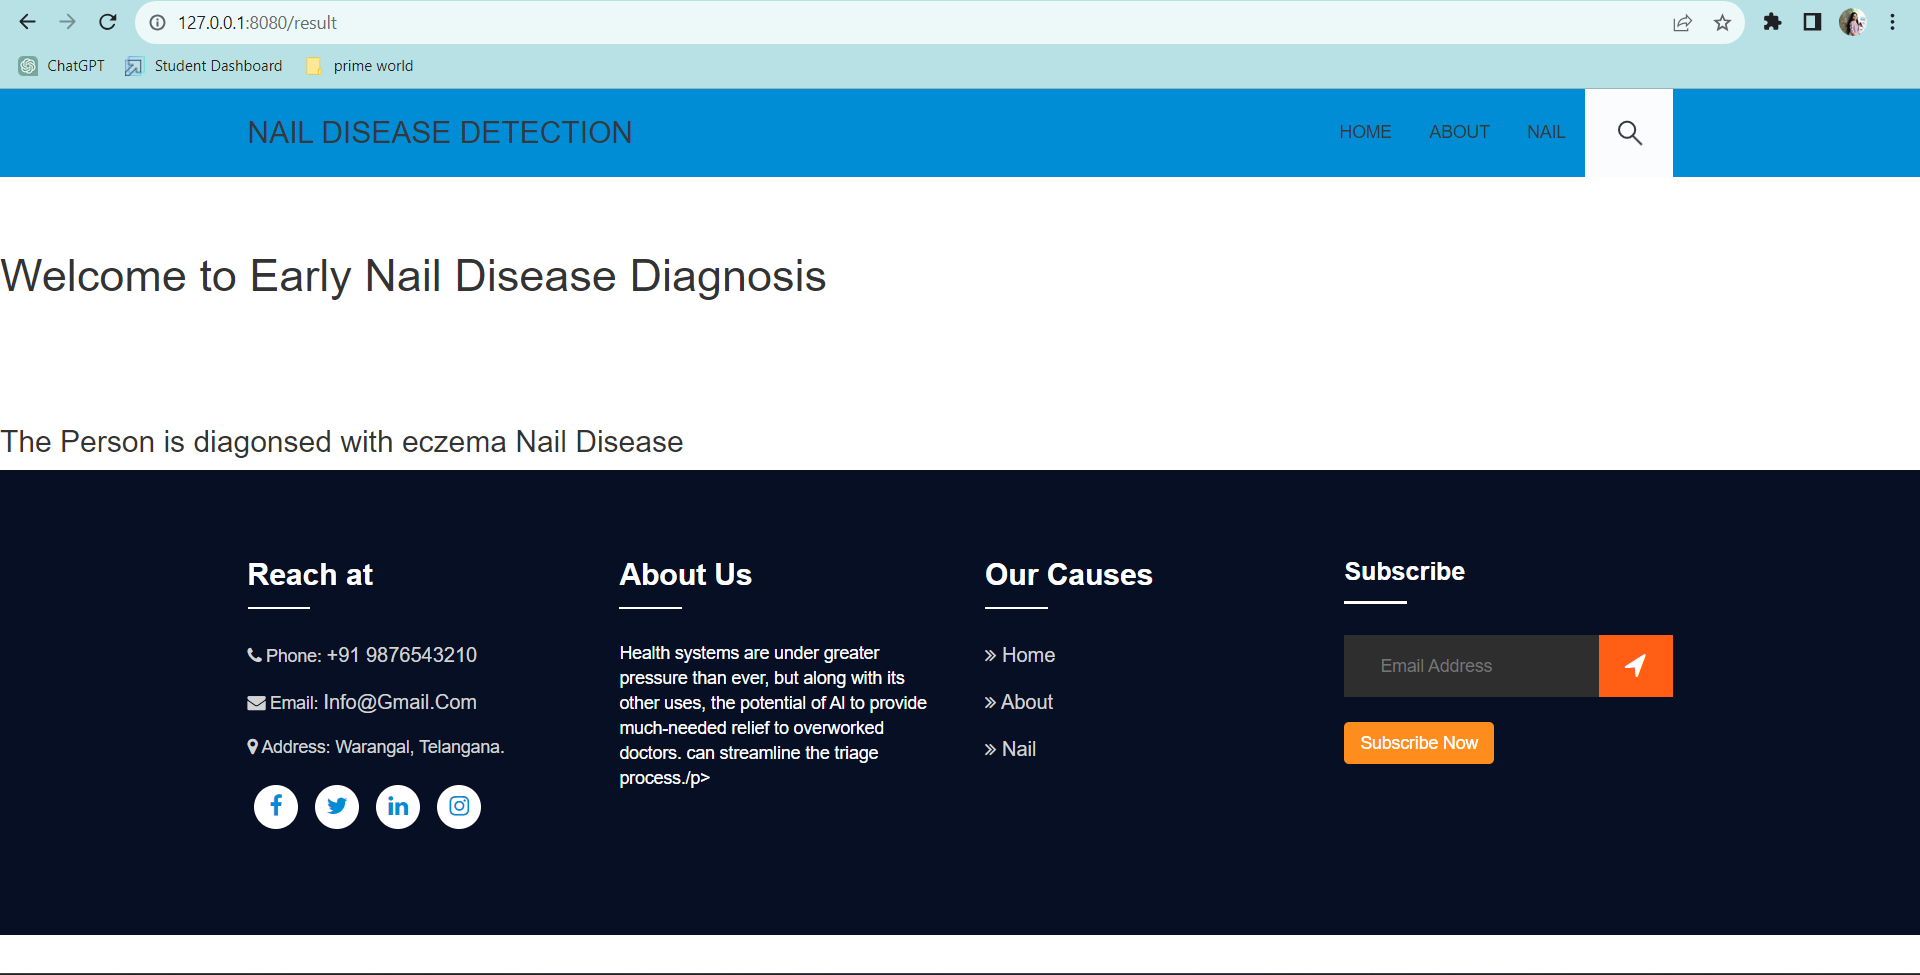 127.0.0.1:8080/result
ChatGPT Student Dashboard prime world
NAIL DISEASE DETECTION HOME ABOUT NAIL
Welcome to Early Nail Disease Diagnosis
The Person is diagonsed with eczema Nail Disease
Reach at
Phone: +91 9876543210
Email: Info@Gmail.Com
Address: Warangal, Telangana.
About Us
Health systems are under greater
pressure than ever, but along with its
other uses, the potential of AI to provide
much-needed relief to overworked
doctors. can streamline the triage
process./p>
Our Causes
» Home
» About
» Nail
Subscribe
Email Address
Subscribe Now